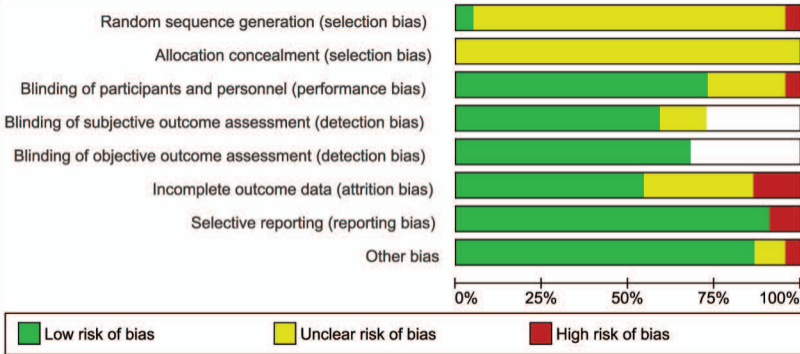 Random sequence generation (selection bias)
Allocation concealment (selection bias)
Blinding of participants and personnel (performance bias)
Blinding of subjective outcome assessment (detection bias)
Blinding of objective outcome assessment (detection bias)
Incomplete outcome data (attrition bias)
Selective reporting (reporting bias)
Other bias
0% 25% 50% 75% 100%
Low risk of bias Unclear risk of bias High risk of bias